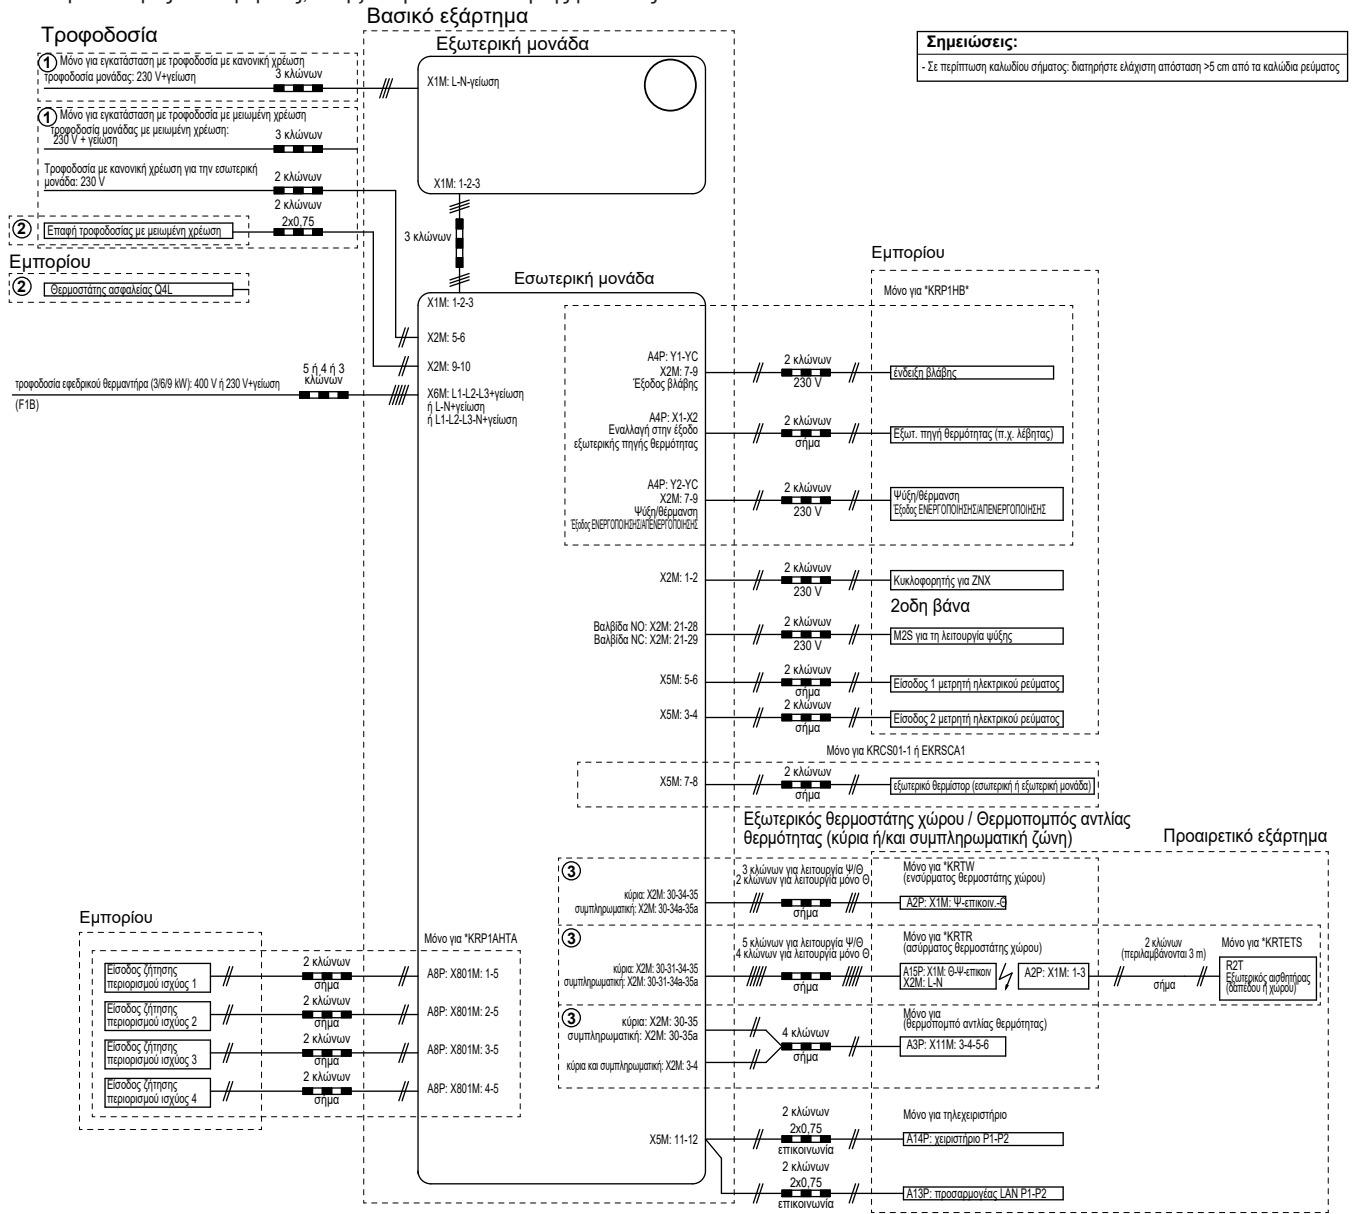 Βασικό εξάρτημα
Τροφοδοσία
① Μόνο για εγκατάσταση με τροφοδοσία με κανονική χρέωση
τροφοδοσία μονάδας: 230 V+γείωση
3 κλώνων
① Μόνο για εγκατάσταση με τροφοδοσία με μειωμένη χρέωση
τροφοδοσία μονάδας με μειωμένη χρέωση:
230 V + γείωση
3 κλώνων
Τροφοδοσία με κανονική χρέωση για την εσωτερική
μονάδα: 230 V
2 κλώνων
2 κλώνων
2x0,75
② Επαφή τροφοδοσίας με μειωμένη χρέωση
Εμπορίου
② Θερμοστάτης ασφαλείας Q4L
τροφοδοσία εφεδρικού θερμαντήρα (3/6/9 kW): 400 V ή 230 V+γείωση
(F1B)
5 ή 4 ή 3
κλώνων
Εξωτερική μονάδα
X1M: L-N-γείωση
X1M: 1-2-3
3 κλώνων
Σημειώσεις:
- Σε περίπτωση καλωδίου σήματος: διατηρήστε ελάχιστη απόσταση >5 cm από τα καλώδια ρεύματος
Εσωτερική μονάδα
X1M: 1-2-3
X2M: 5-6
X2M: 9-10
X6M: L1-L2-L3+γείωση
ή L-N+γείωση
ή L1-L2-L3-N+γείωση
Εμπορίου
Μόνο για *KRP1HB*
A4P: Y1-YC
X2M: 7-9
Έξοδος βλάβης
2 κλώνων
230 V
ένδειξη βλάβης
A4P: X1-X2
Εναλλαγή στην έξοδο
εξωτερικής πηγής θερμότητας
2 κλώνων
σήμα
Εξωτ. πηγή θερμότητας (π.χ. λέβητας)
A4P: Y2-YC
X2M: 7-9
Ψύξη/θέρμανση
Έξοδος ΕΝΕΡΓΟΠΟΙΗΣΗΣ/ΑΠΕΝΕΡΓΟΠΟΙΗΣΗΣ
2 κλώνων
230 V
Ψύξη/θέρμανση
Έξοδος ΕΝΕΡΓΟΠΟΙΗΣΗΣ/ΑΠΕΝΕΡΓΟΠΟΙΗΣΗΣ
X2M: 1-2
2 κλώνων
230 V
Κυκλοφορητής για ΖΝΧ
2οδη βάνα
Βαλβίδα NO: X2M: 21-28
Βαλβίδα NC: X2M: 21-29
2 κλώνων
230 V
M2S για τη λειτουργία ψύξης
X5M: 5-6
2 κλώνων
σήμα
Είσοδος 1 μετρητή ηλεκτρικού ρεύματος
X5M: 3-4
2 κλώνων
σήμα
Είσοδος 2 μετρητή ηλεκτρικού ρεύματος
Μόνο για KRCS01-1 ή EKRSCA1
X5M: 7-8
2 κλώνων
σήμα
εξωτερικό θερμίστορ (εσωτερική ή εξωτερική μονάδα)
Εξωτερικός θερμοστάτης χώρου / Θερμοπομπός αντλίας
θερμότητας (κύρια ή/και συμπληρωματική ζώνη)
Προαιρετικό εξάρτημα
③
κύρια: X2M: 30-34-35
συμπληρωματική: X2M: 30-34a-35a
3 κλώνων για λειτουργία Ψ/Θ
2 κλώνων για λειτουργία μόνο Θ
σήμα
Μόνο για *KRTW
(ενσύρματος θερμοστάτης χώρου)
A2P: X1M: Ψ-επικοιν.-Θ
③
κύρια: X2M: 30-31-34-35
συμπληρωματική: X2M: 30-31-34a-35a
5 κλώνων για λειτουργία Ψ/Θ
4 κλώνων για λειτουργία μόνο Θ
σήμα
Μόνο για *KRTR
(ασύρματος θερμοστάτης χώρου)
A15P: X1M: Θ-Ψ-επικοιν
X2M: L-N
A2P: X1M: 1-3
2 κλώνων
(περιλαμβάνονται 3 m)
σήμα
Μόνο για *KRTETS
R2T
Εξωτερικός αισθητήρας
(δαπέδου ή χώρου)
③
κύρια: X2M: 30-35
συμπληρωματική: X2M: 30-35a
κύρια και συμπληρωματική: X2M: 3-4
4 κλώνων
σήμα
Μόνο για
(θερμοπομπό αντλίας θερμότητας)
A3P: X11M: 3-4-5-6
Εμπορίου
Μόνο για *KRP1AHTA
Είσοδος ζήτησης
περιορισμού ισχύος 1
2 κλώνων
σήμα
A8P: X801M: 1-5
Είσοδος ζήτησης
περιορισμού ισχύος 2
2 κλώνων
σήμα
A8P: X801M: 2-5
Είσοδος ζήτησης
περιορισμού ισχύος 3
2 κλώνων
σήμα
A8P: X801M: 3-5
Είσοδος ζήτησης
περιορισμού ισχύος 4
2 κλώνων
σήμα
A8P: X801M: 4-5
X5M: 11-12
2 κλώνων
2x0,75
επικοινωνία
Μόνο για τηλεχειριστήριο
A14P: χειριστήριο P1-P2
2 κλώνων
2x0,75
επικοινωνία
A13P: προσαρμογέας LAN P1-P2